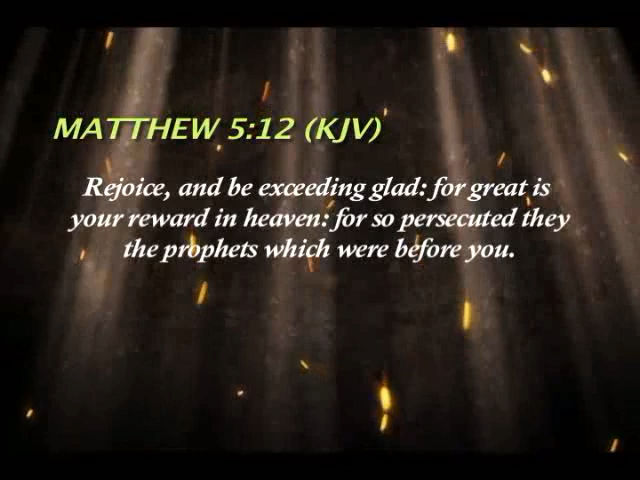 MATTHEW 5:12 (KJV)
Rejoice, and be exceeding glad: for great is
your reward in heaven: for so persecuted they
the prophets which were before you.